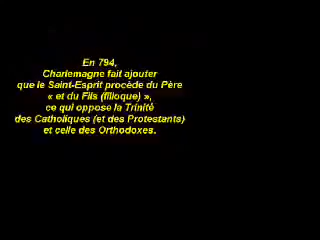 En 794,
Charlemagne fait ajouter
que le Saint-Esprit procède du Père
« et du Fils (filioque) »,
ce qui oppose la Trinité
des Catholiques (et des Protestants)
et celle des Orthodoxes.